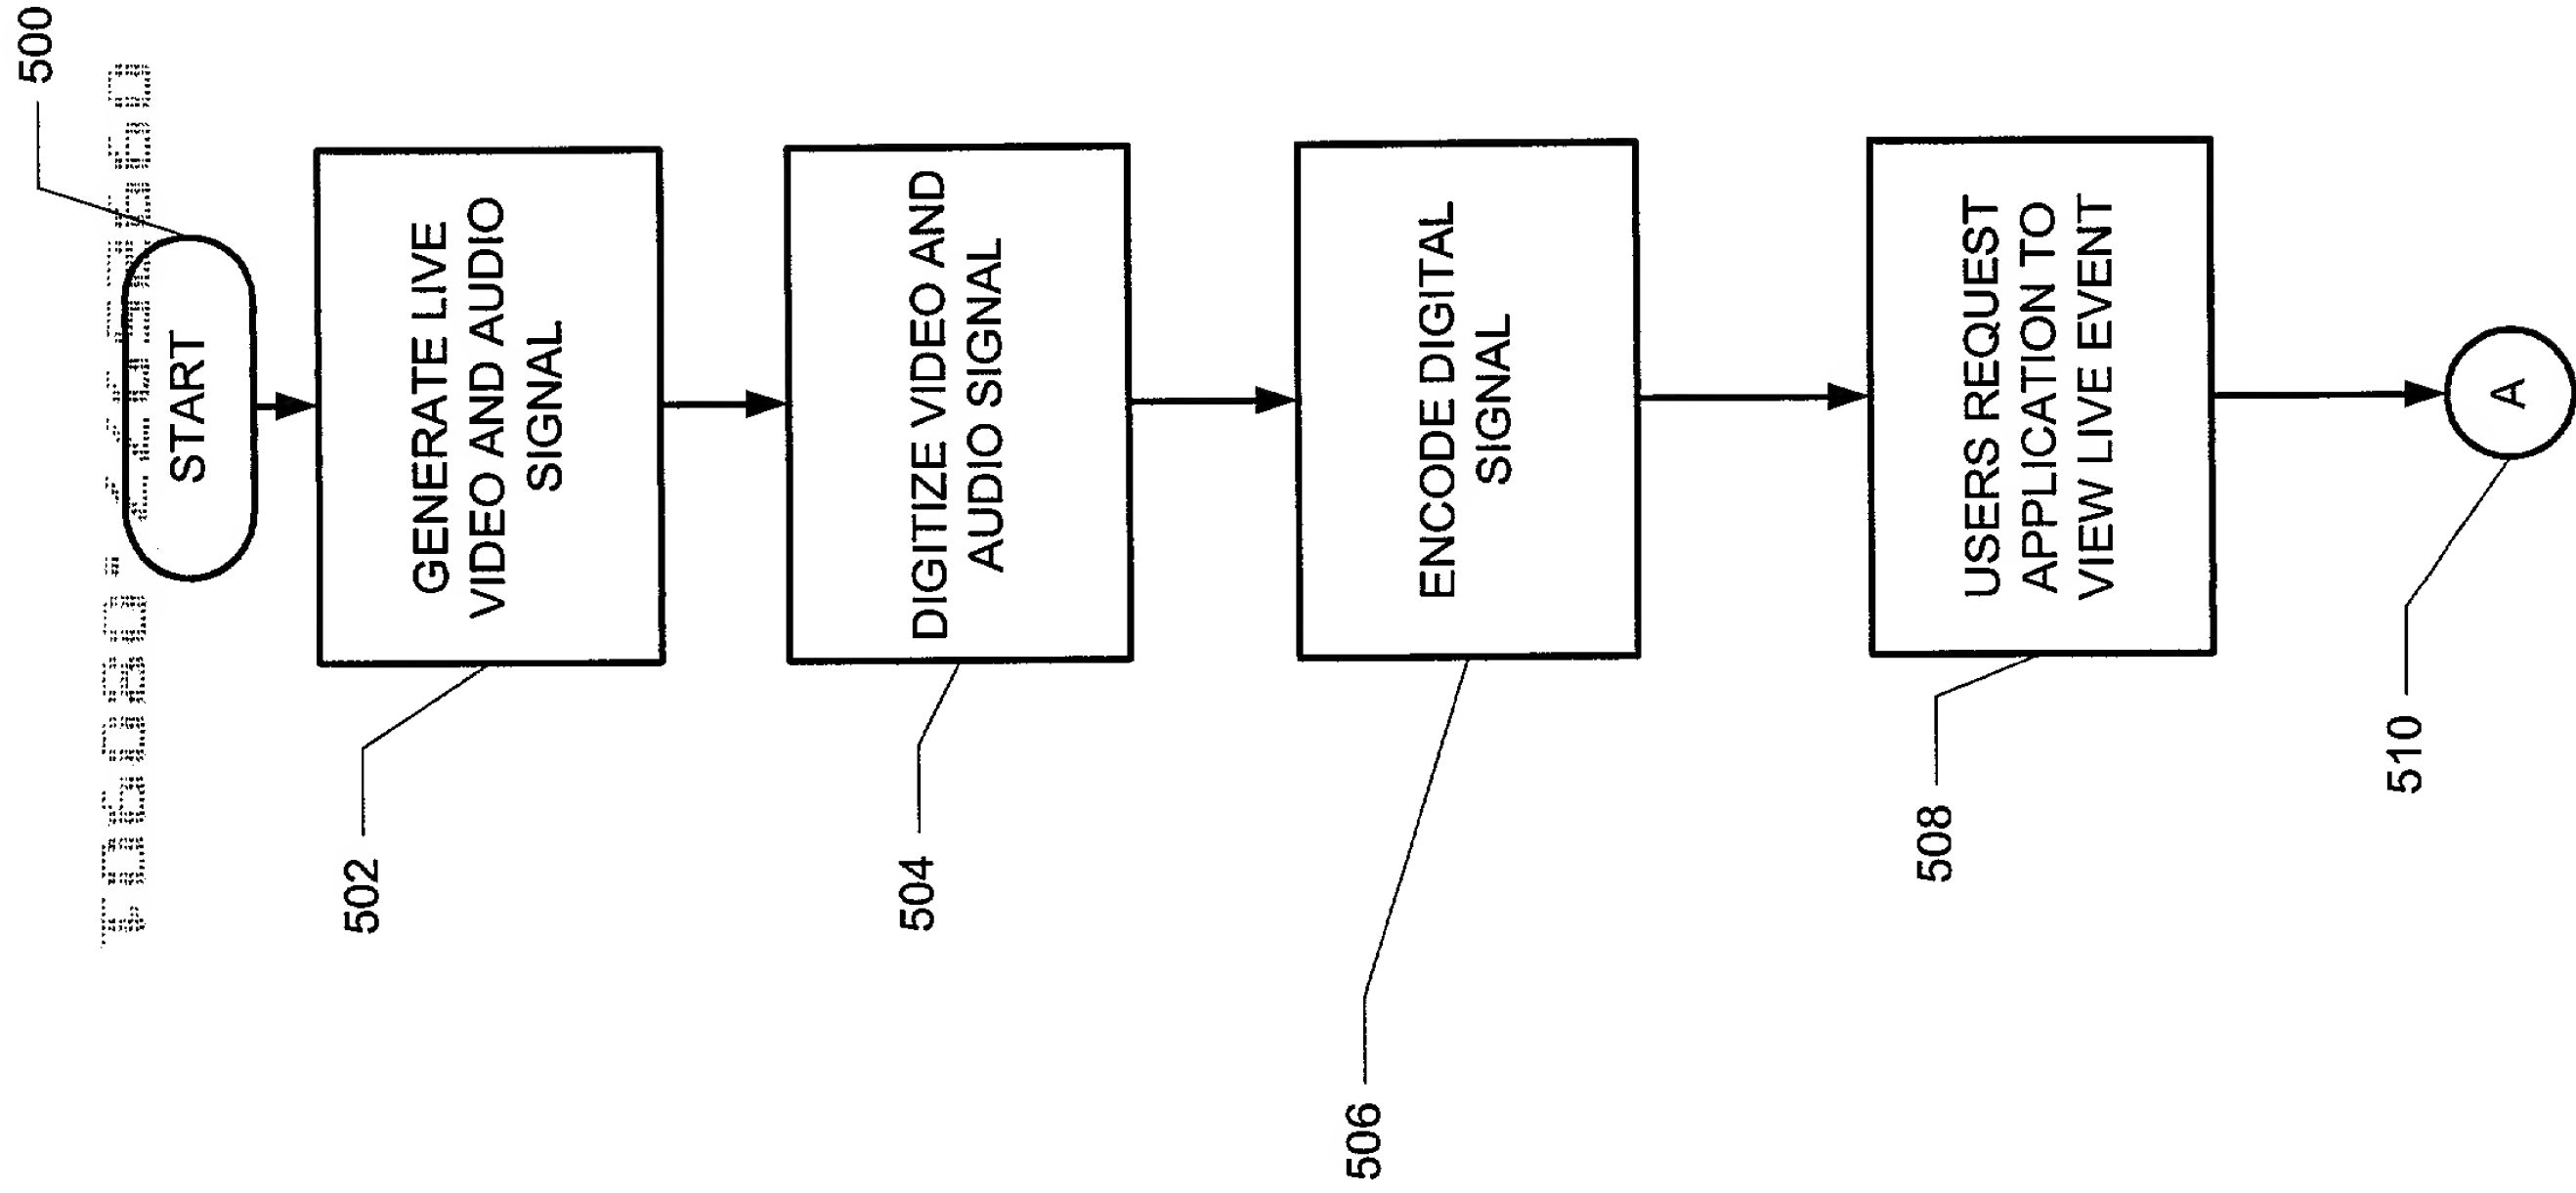 500
START
502
GENERATE LIVE
VIDEO AND AUDIO
SIGNAL
504
DIGITIZE VIDEO AND
AUDIO SIGNAL
506
ENCODE DIGITAL
SIGNAL
508
USERS REQUEST
APPLICATION TO
VIEW LIVE EVENT
510
A